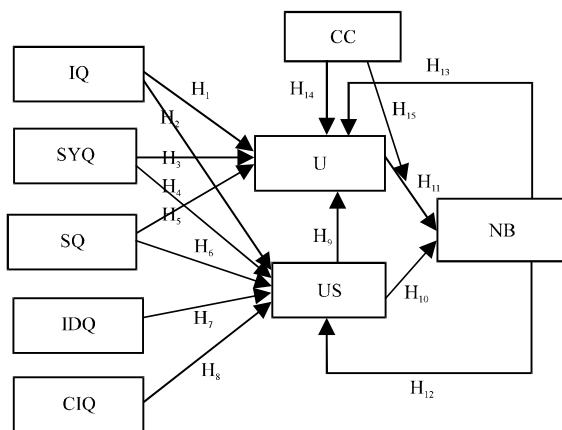 CC
IQ
H₁
H₁₄
H₁₃
H₂
H₁₅
SYQ
H₃
U
H₄
H₁₁
H₅
SQ
H₆
H₉
NB
US
H₁₀
IDQ
H₇
H₈
H₁₂
CIQ